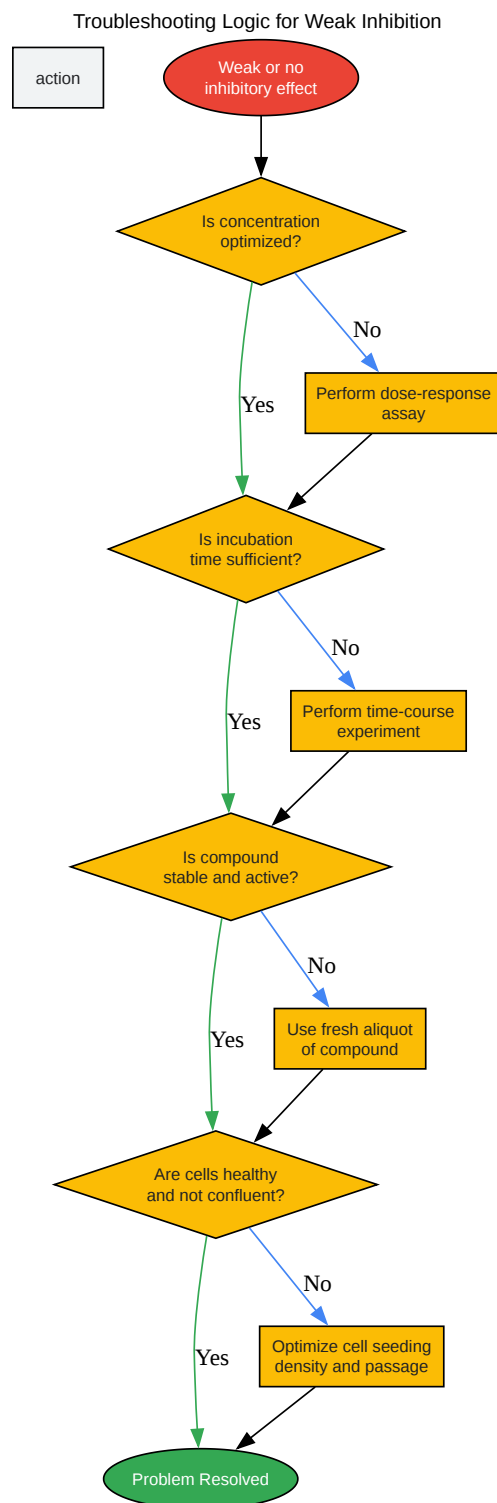 Troubleshooting Logic for Weak Inhibition
action
Weak or no
inhibitory effect
Is concentration
optimized?
No
Yes
Perform dose-response
assay
Is incubation
time sufficient?
No
Yes
Perform time-course
experiment
Is compound
stable and active?
No
Yes
Use fresh aliquot
of compound
Are cells healthy
and not confluent?
No
Yes
Optimize cell seeding
density and passage
Problem Resolved